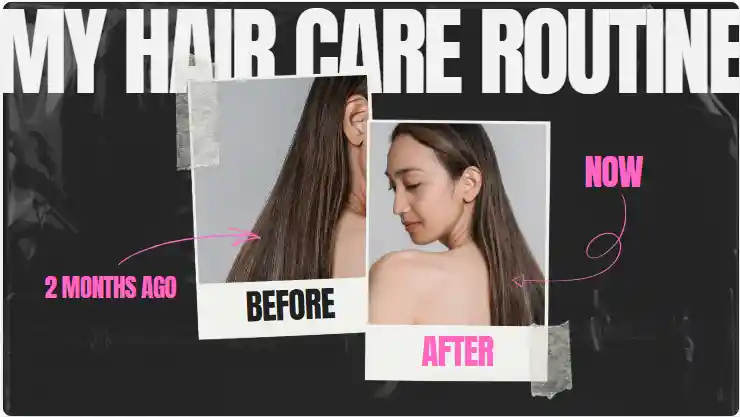 MY HAIR CARE ROUTINE
NOW
2 MONTHS AGO
BEFORE
AFTER